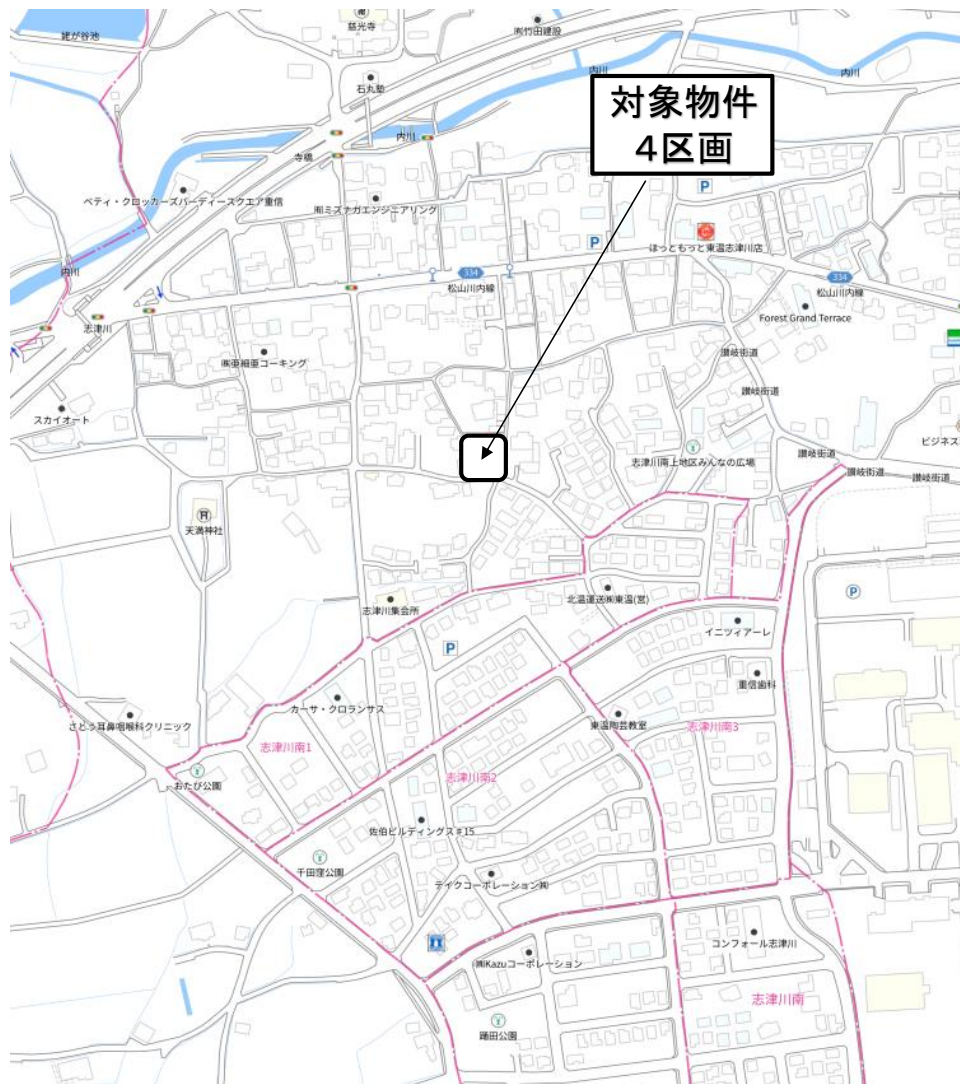 姥が谷池
慈光寺
㈲竹田建設
内川
内川
石丸塾
内川
寺橋
対象物件
4区画
P
ベティ・クロッカーズバーディースクエア重信
㈲ミズナガエンジニアリング
P
ほっともっと東温志津川店
内川
334
松山川内線
334
松山川内線
志津川
Forest Grand Terrace
㈱亜細亜コーキング
讃岐街道
讃岐街道
スカイオート
ビジネス
志津川南上地区みんなの広場
讃岐街道
讃岐街道
讃岐街道
天満神社
志津川集会所
北温運送㈱東温(営)
P
イニツィアーレ
P
重信歯科
カーサ・クロランサス
さとう耳鼻咽喉科クリニック
東温陶芸教室
志津川南3
志津川南1
志津川南2
おたび公園
佐伯ビルディングス#15
千田窪公園
テイクコーポレーション㈱
コンフォール志津川
㈱Kazuコーポレーション
志津川南
踊田公園